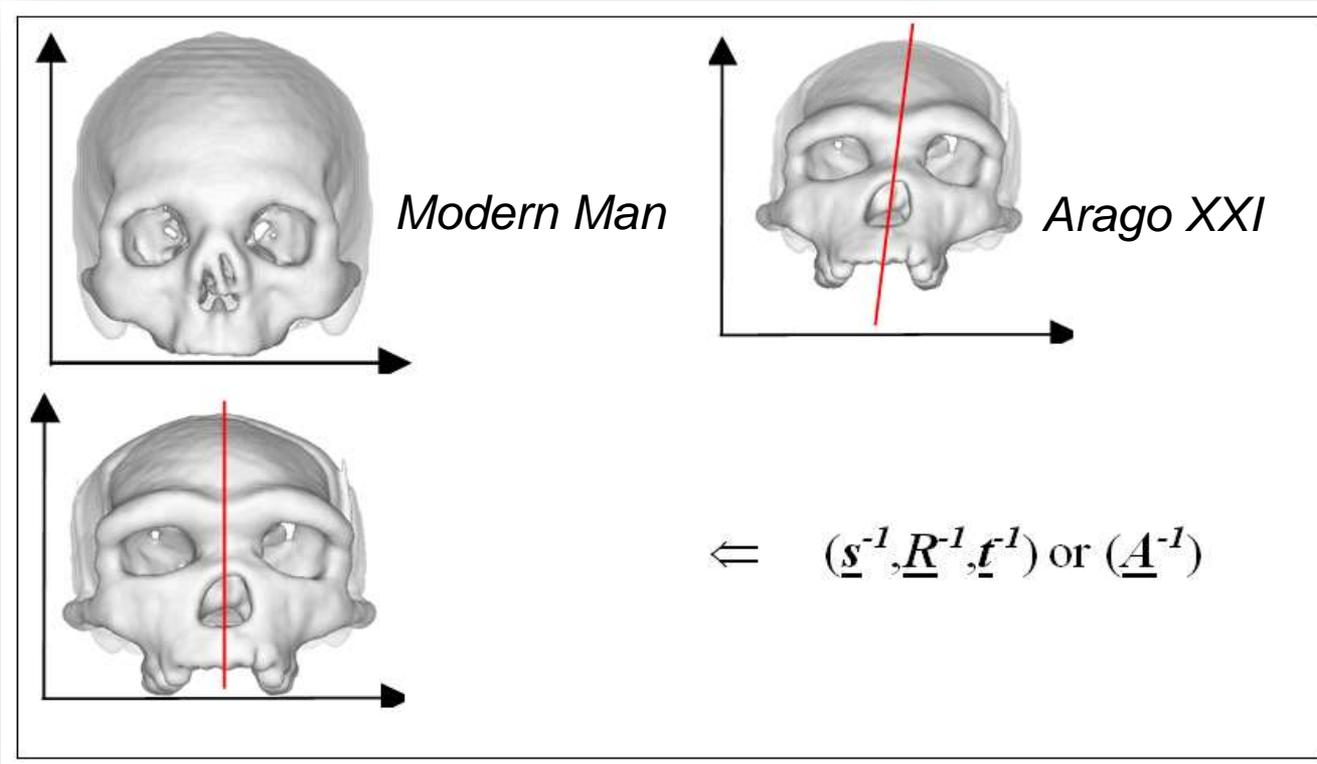 Modern Man
Arago XXI
⇐ (s⁻¹,R⁻¹,t⁻¹) or (A⁻¹)